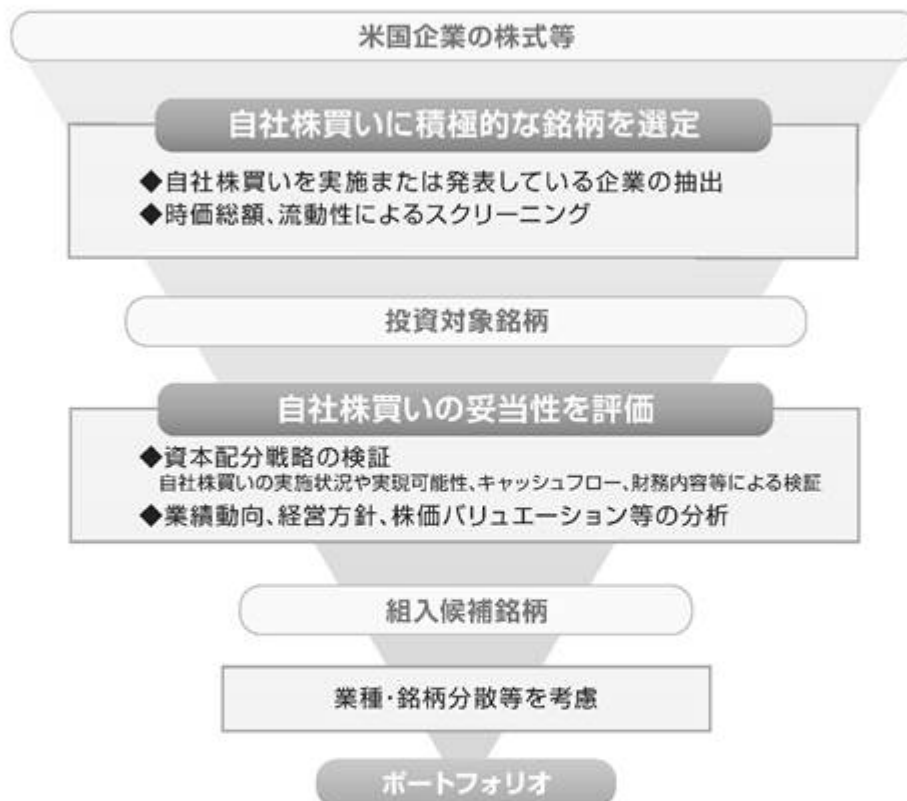 米国企業の株式等
自社株買いに積極的な銘柄を選定
◆自社株買いを実施または発表している企業の抽出
◆時価総額、流動性によるスクリーニング
投資対象銘柄
自社株買いの妥当性を評価
◆資本配分戦略の検証
自社株買いの実施状況や実現可能性、キャッシュフロー、財務内容等による検証
◆業績動向、経営方針、株価バリュエーション等の分析
組入候補銘柄
業種・銘柄分散等を考慮
ポートフォリオ